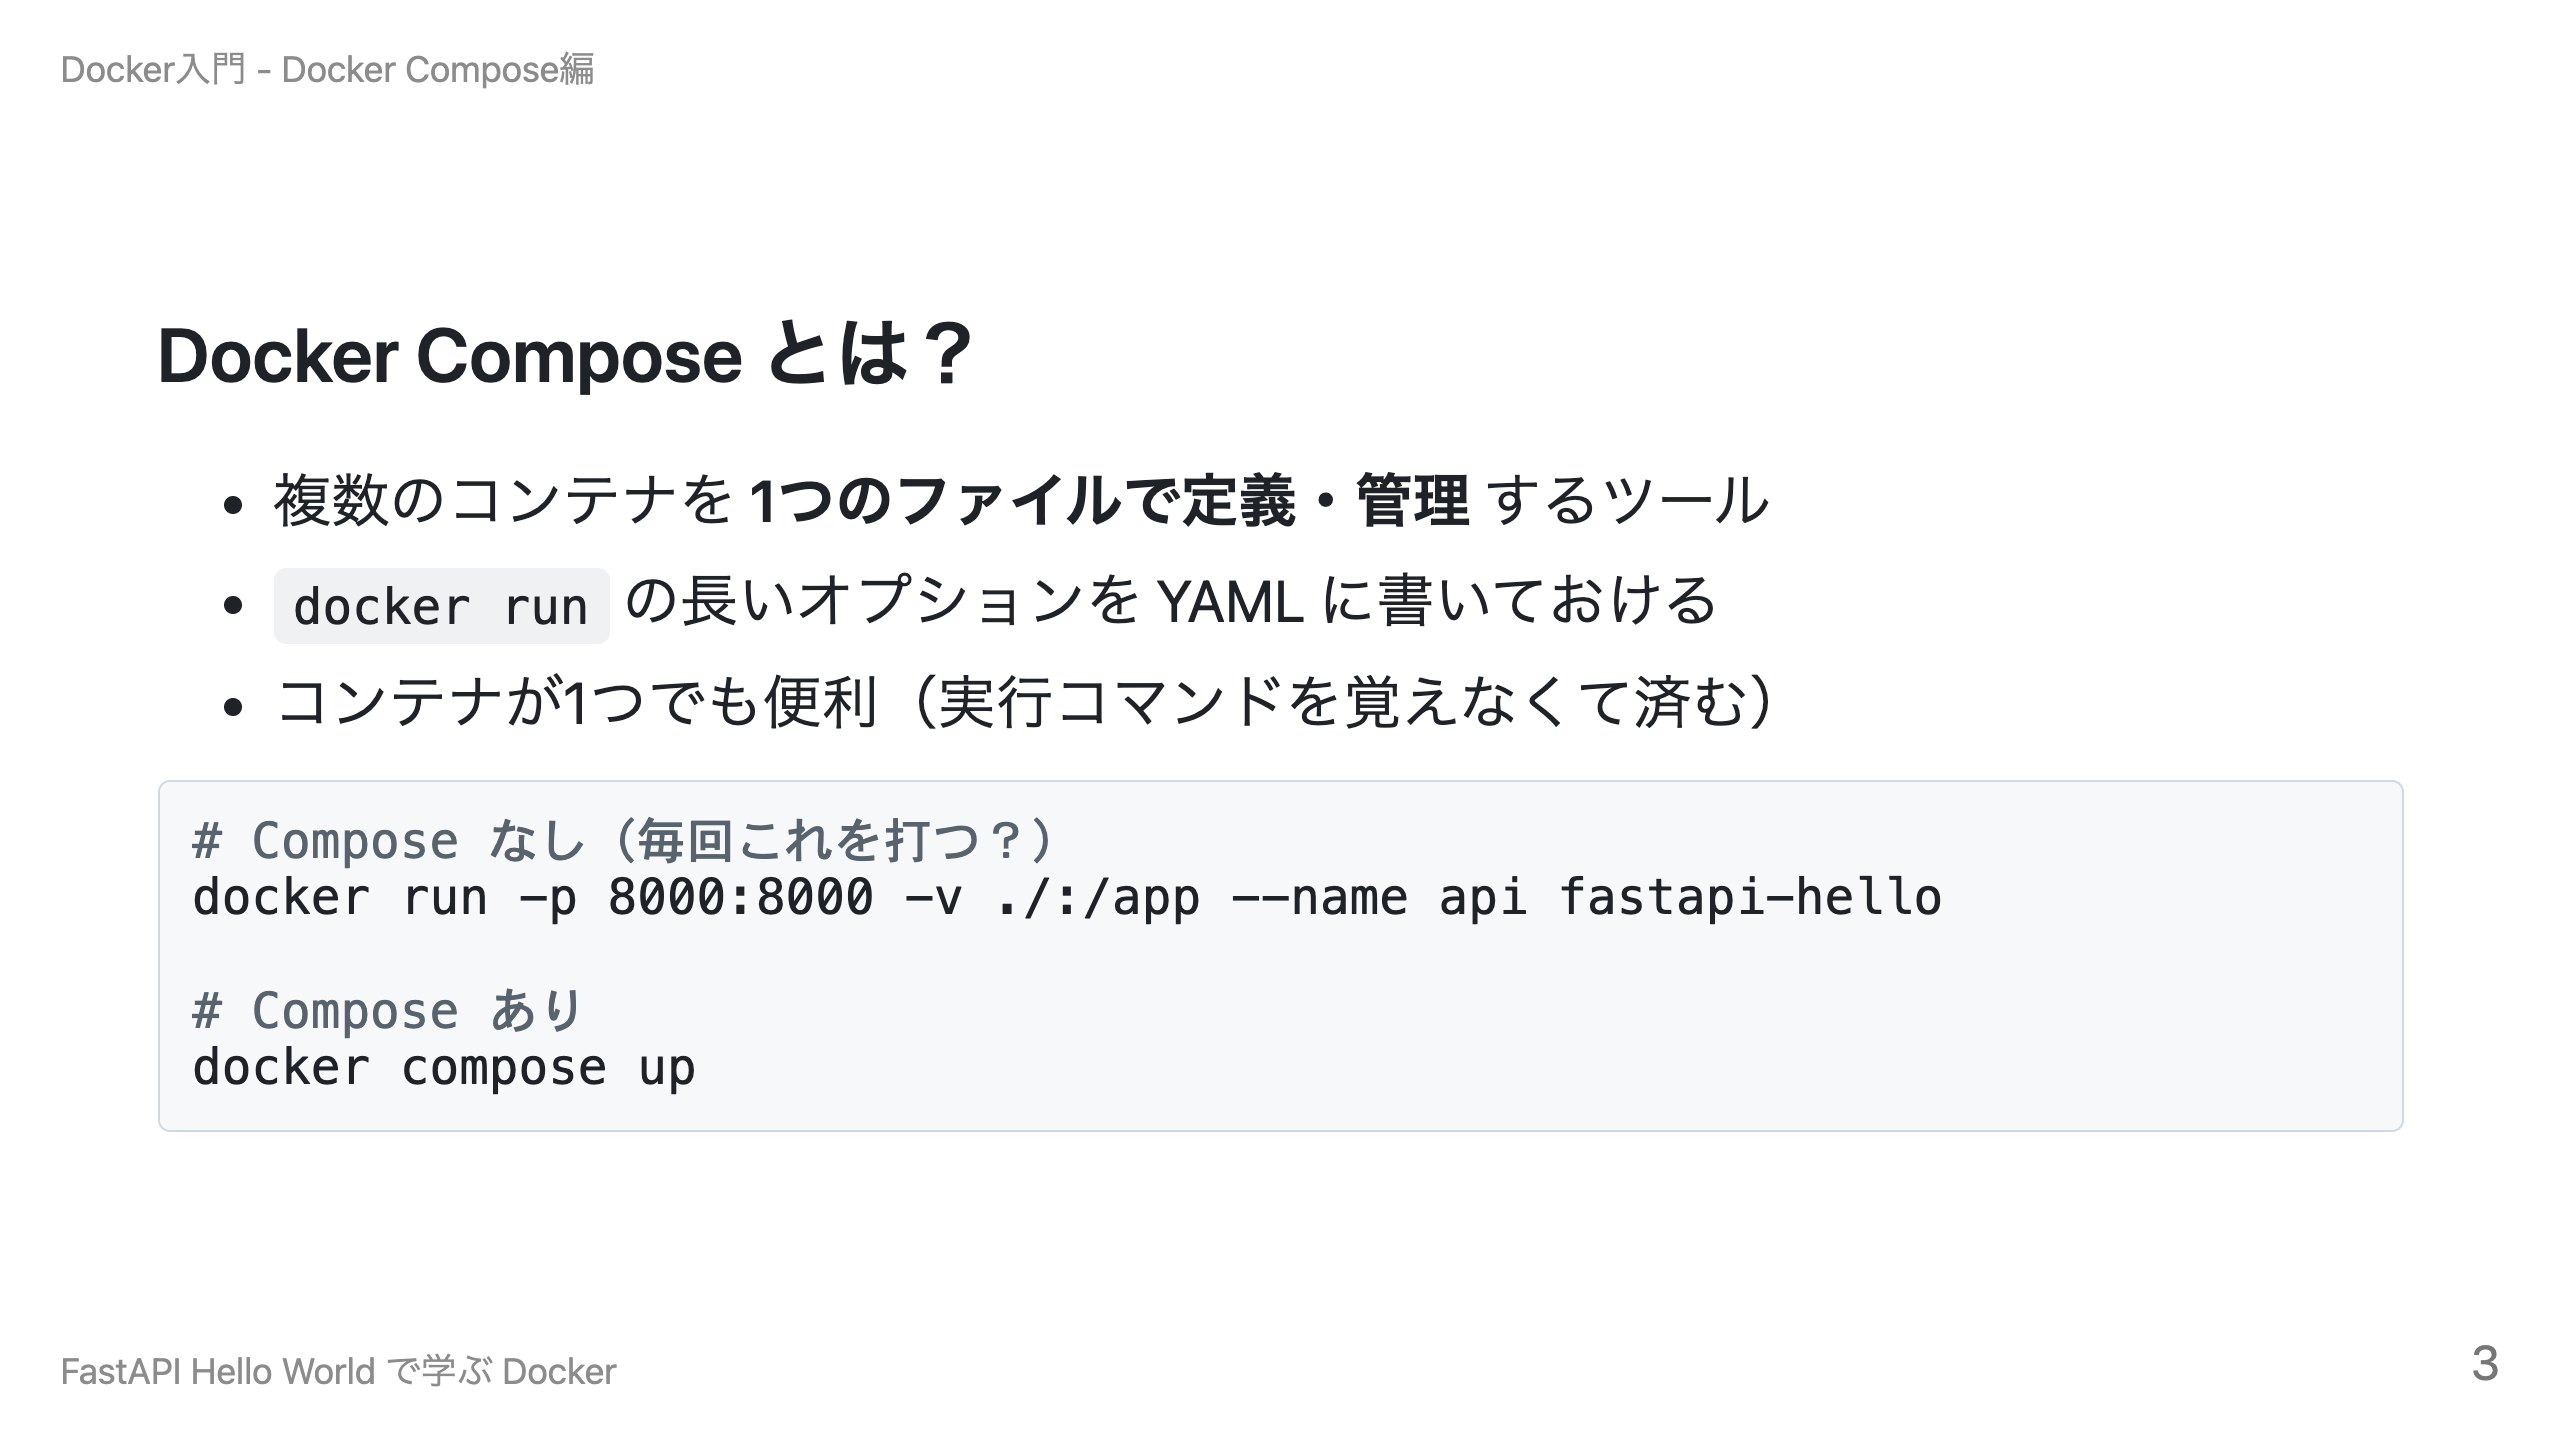 Docker入門 - Docker Compose編
Docker Compose とは？
• 複数のコンテナを 1つのファイルで定義・管理 するツール
• docker run の長いオプションを YAML に書いておける
• コンテナが1つでも便利（実行コマンドを覚えなくて済む）
# Compose なし（毎回これを打つ？）
docker run -p 8000:8000 -v ./:/app --name api fastapi-hello
# Compose あり
docker compose up
FastAPI Hello World で学ぶ Docker
3